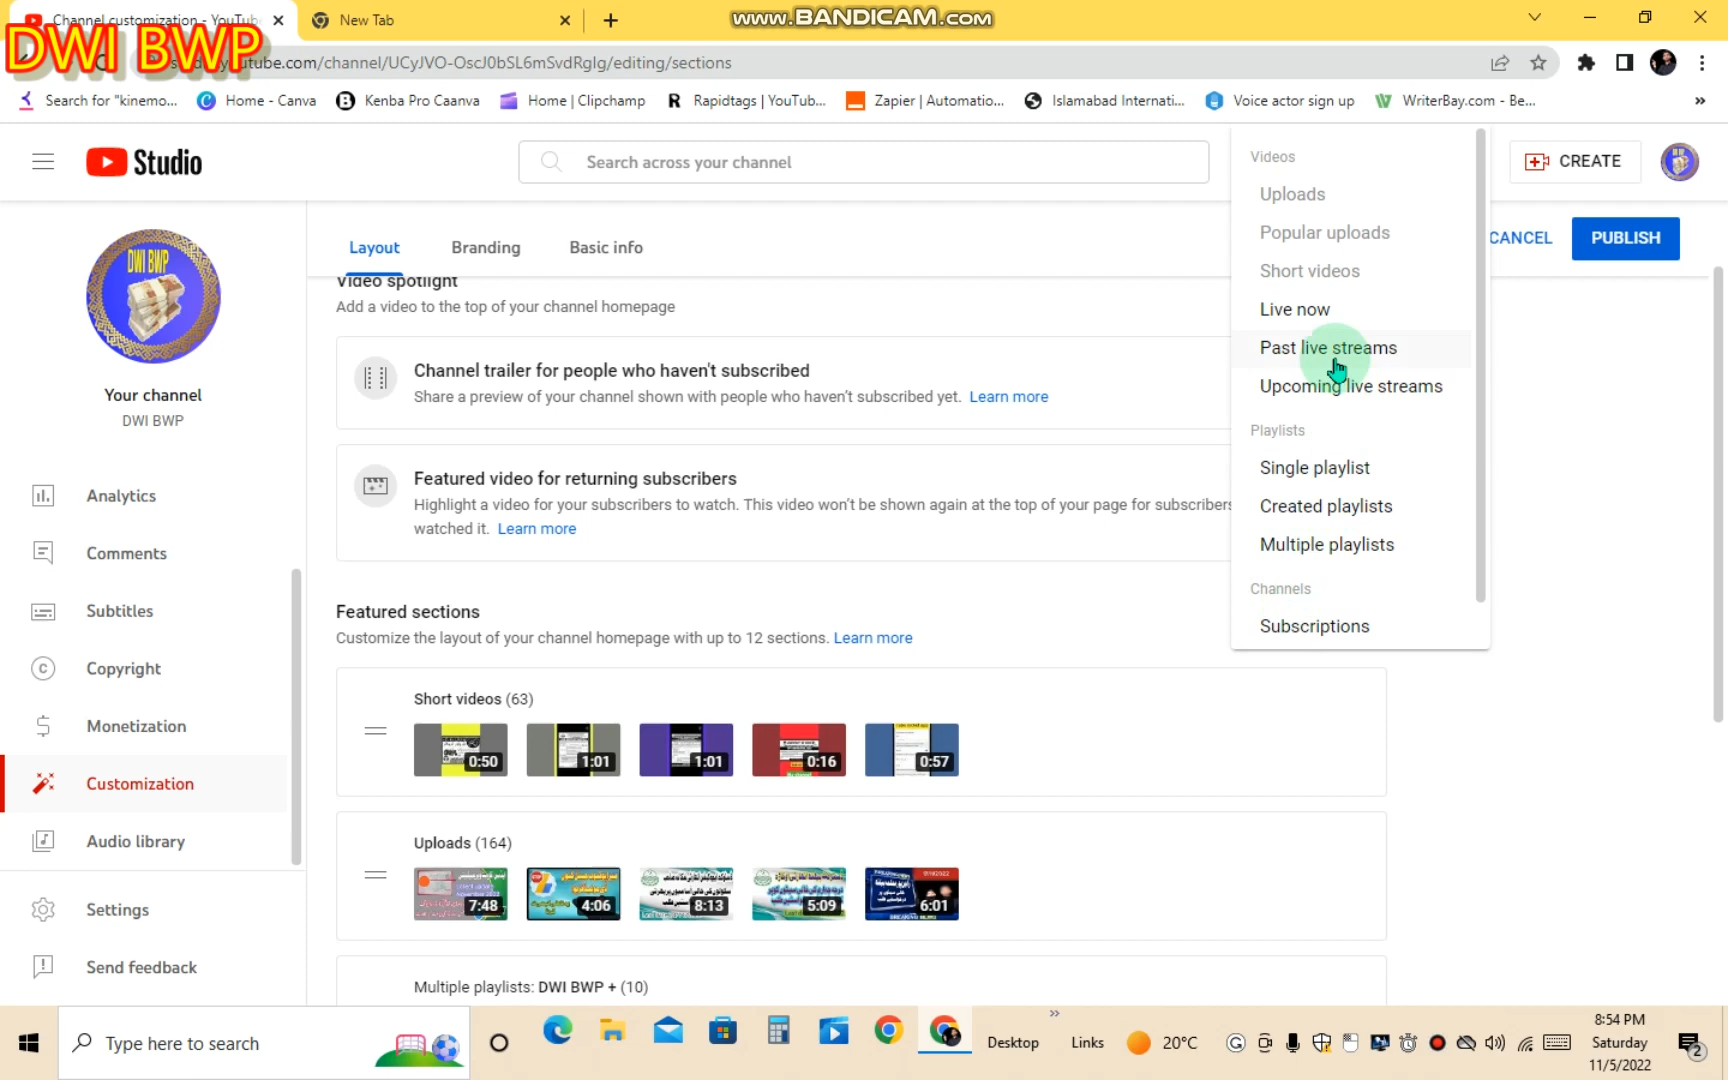 Channel customization - YouTube
New Tab
www.BANDICAM.com
DWI BWP
tube.com/channel/UCyJVO-OscJ0bSL6mSvdRglg/editing/sections
Search for "kinemo...
Home - Canva
Kenba Pro Caanva
Home | Clipchamp
Rapidtags | YouTub...
Zapier | Automatio...
Islamabad Internati...
Voice actor sign up
WriterBay.com - Be...
Studio
Search across your channel
CREATE
Videos
Uploads
Popular uploads
Short videos
Live now
Past live streams
Upcoming live streams
Playlists
Single playlist
Created playlists
Multiple playlists
Channels
Subscriptions
CANCEL
PUBLISH
DWI BWP
Your channel
DWI BWP
Analytics
Comments
Subtitles
Copyright
Monetization
Customization
Audio library
Settings
Send feedback
Layout
Branding
Basic info
Video spotlight
Add a video to the top of your channel homepage
Channel trailer for people who haven't subscribed
Share a preview of your channel shown with people who haven't subscribed yet. Learn more
Featured video for returning subscribers
Highlight a video for your subscribers to watch. This video won't be shown again at the top of your page for subscribers
watched it. Learn more
Featured sections
Customize the layout of your channel homepage with up to 12 sections. Learn more
Short videos (63)
0:50
1:01
1:01
0:16
0:57
Uploads (164)
7:48
4:06
8:13
5:09
6:01
Multiple playlists: DWI BWP + (10)
Type here to search
Desktop
Links
20°C
8:54 PM
Saturday
11/5/2022
2